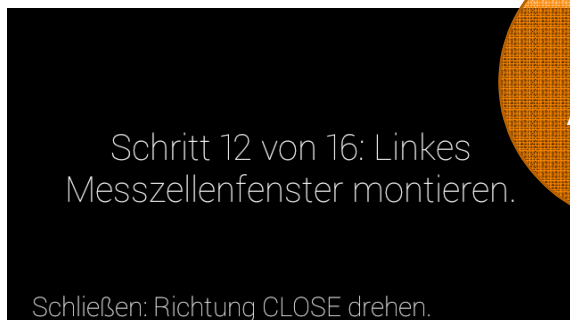 Schritt 12 von 16: Linkes
Messzellenfenster montieren.
Schließen: Richtung CLOSE drehen.